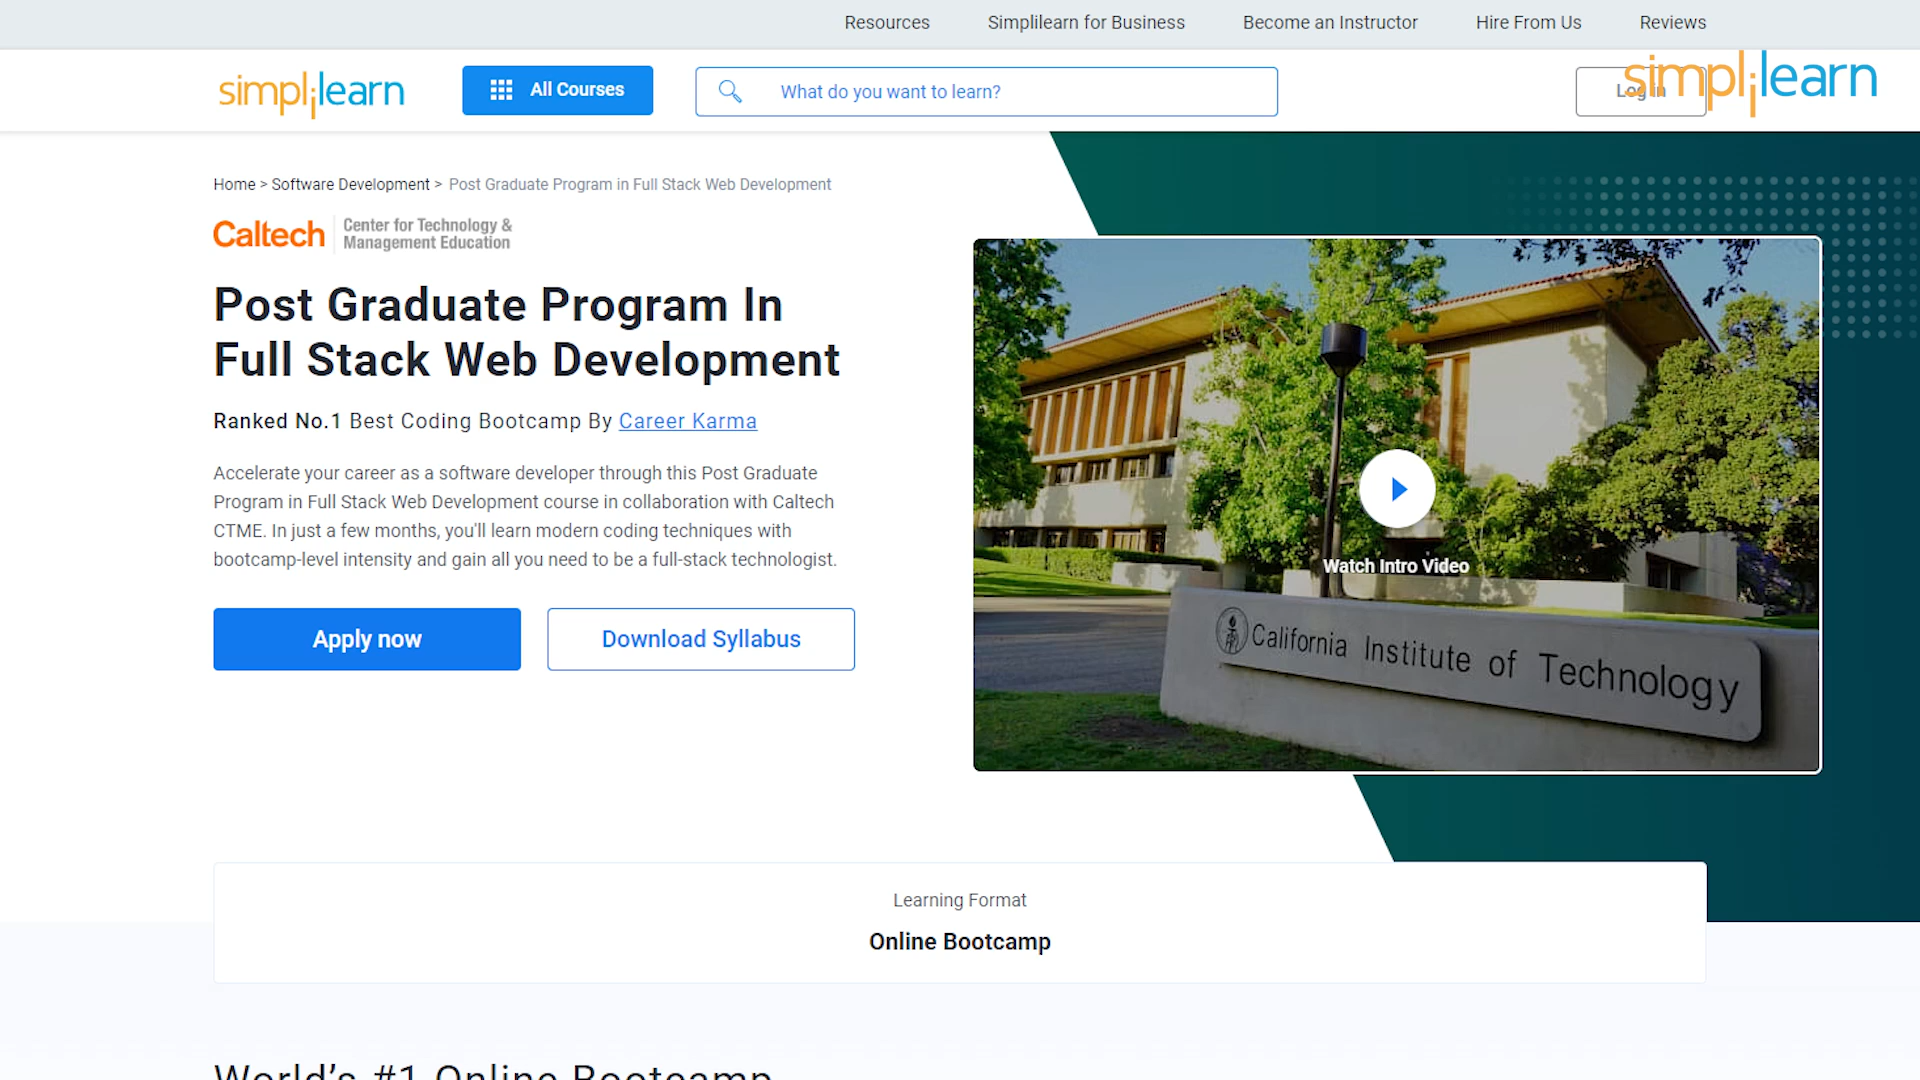 Resources Simplilearn for Business Become an Instructor Hire From Us Reviews
simplilearn All Courses What do you want to learn? Log in simplilearn
Home > Software Development > Post Graduate Program in Full Stack Web Development
Caltech Center for Technology &
Management Education
Post Graduate Program In
Full Stack Web Development
Ranked No.1 Best Coding Bootcamp By Career Karma
Accelerate your career as a software developer through this Post Graduate
Program in Full Stack Web Development course in collaboration with Caltech
CTME. In just a few months, you'll learn modern coding techniques with
bootcamp-level intensity and gain all you need to be a full-stack technologist.
Apply now Download Syllabus
Watch Intro Video
California Institute of Technology
Learning Format
Online Bootcamp
World's #1 Online Bootcamp